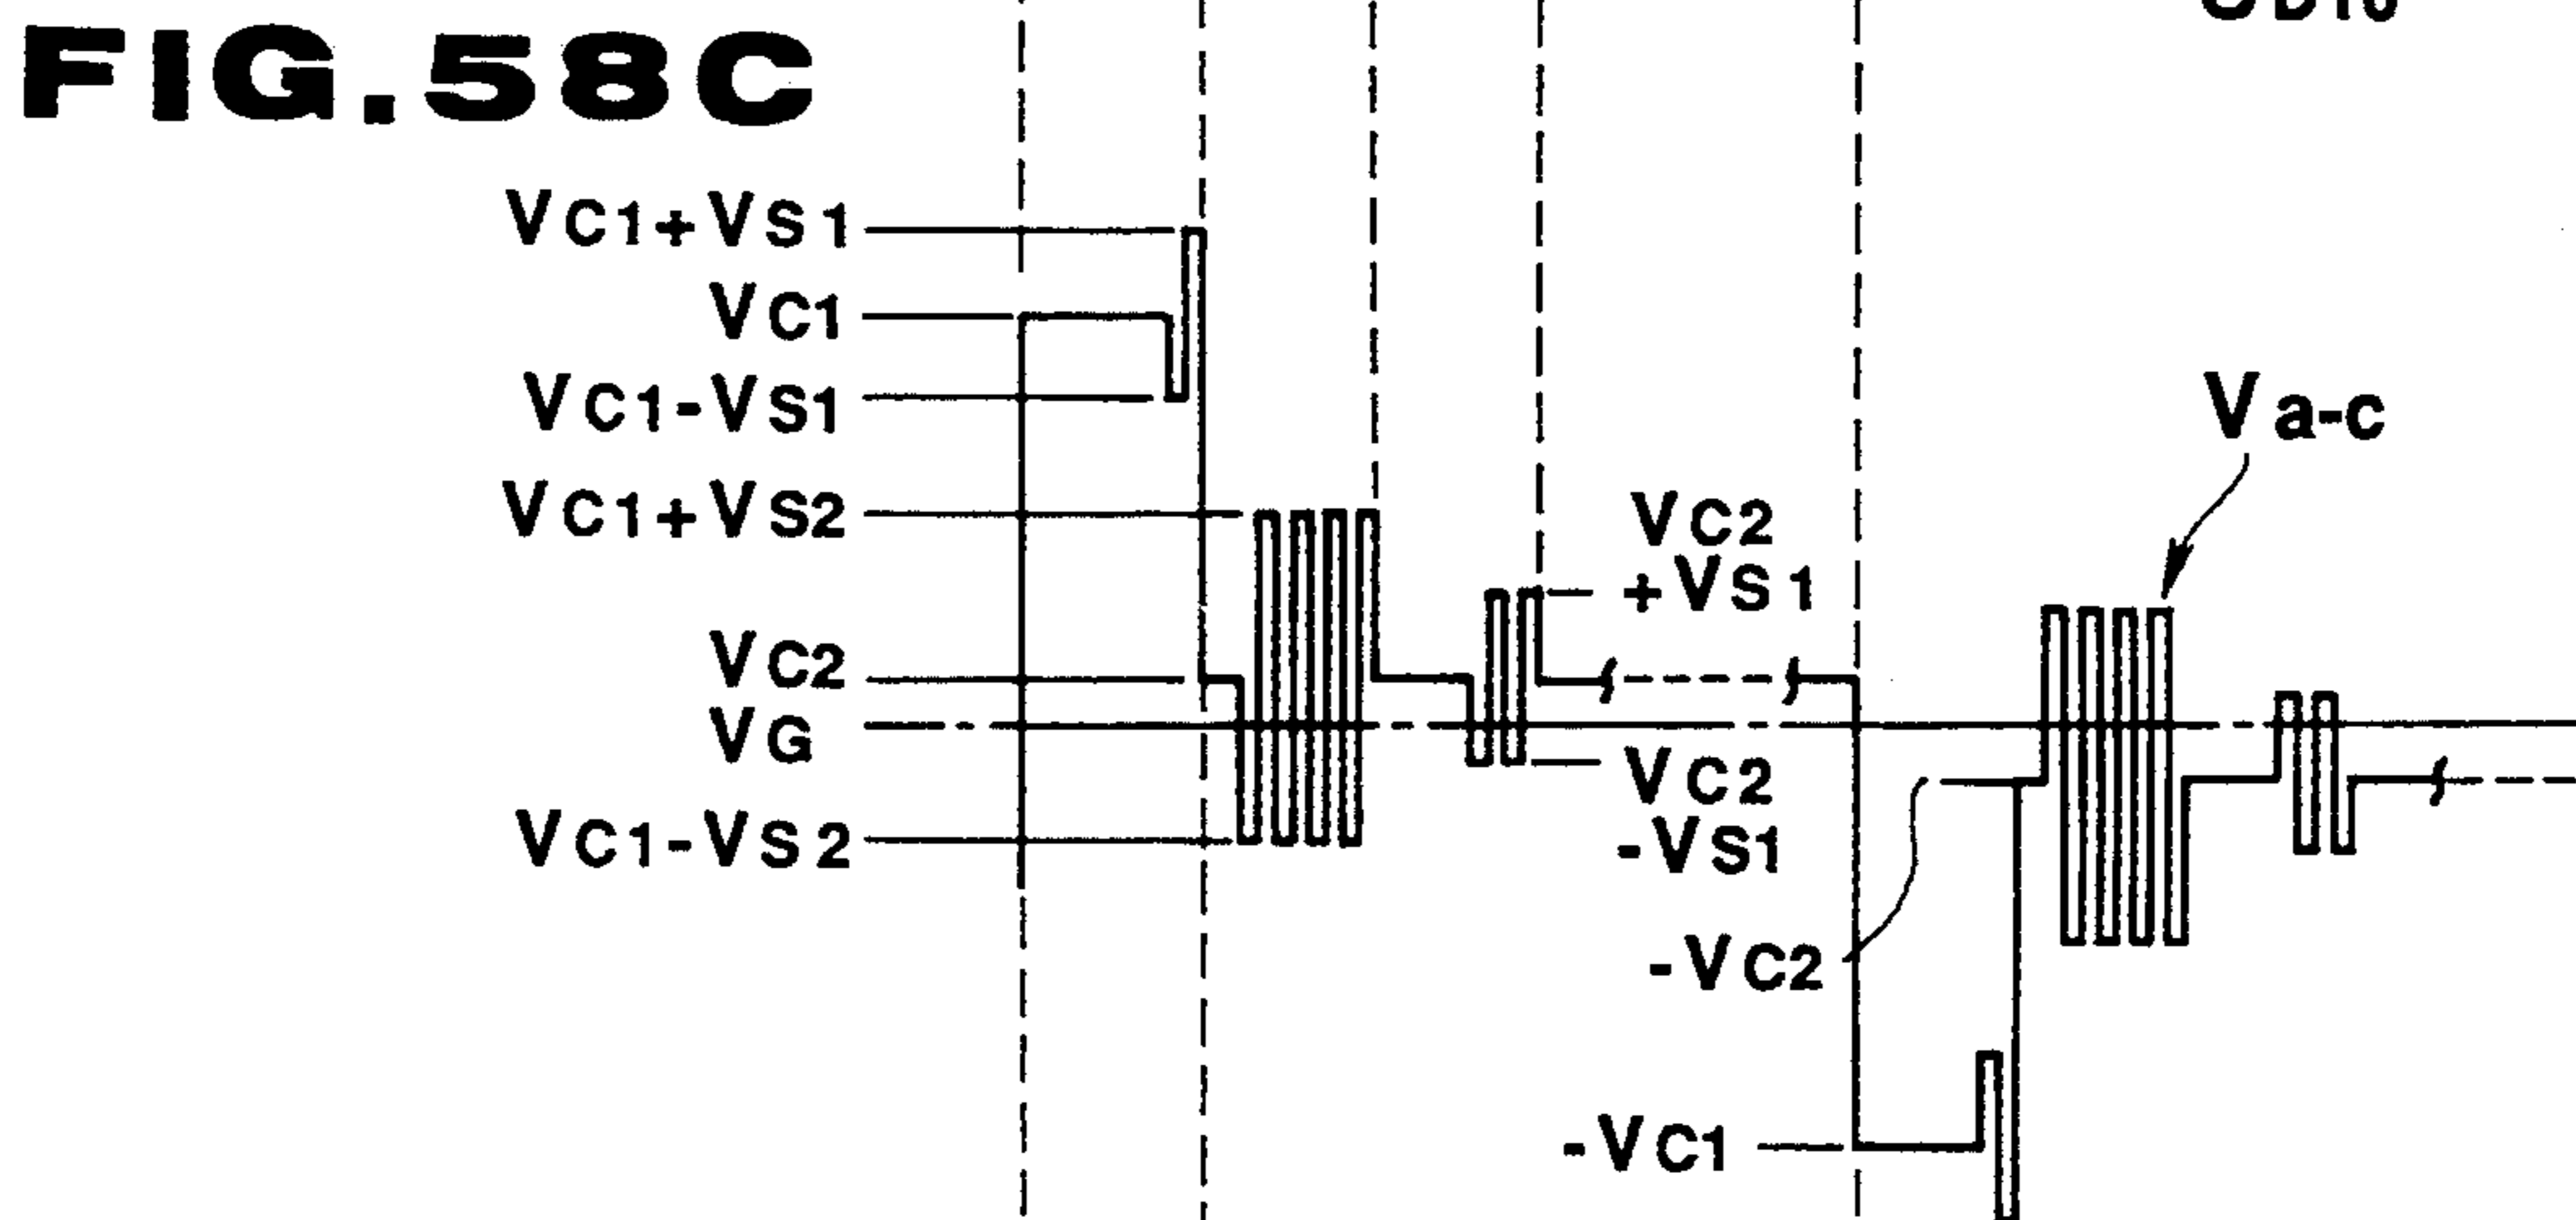 FIG.58C
VC1+VS1
VC1
VC1-VS1
VC1+VS2
VC2
VG
VC1-VS2
VC2
+VS1
VC2
-VS1
-VC2
-VC1
Va-c